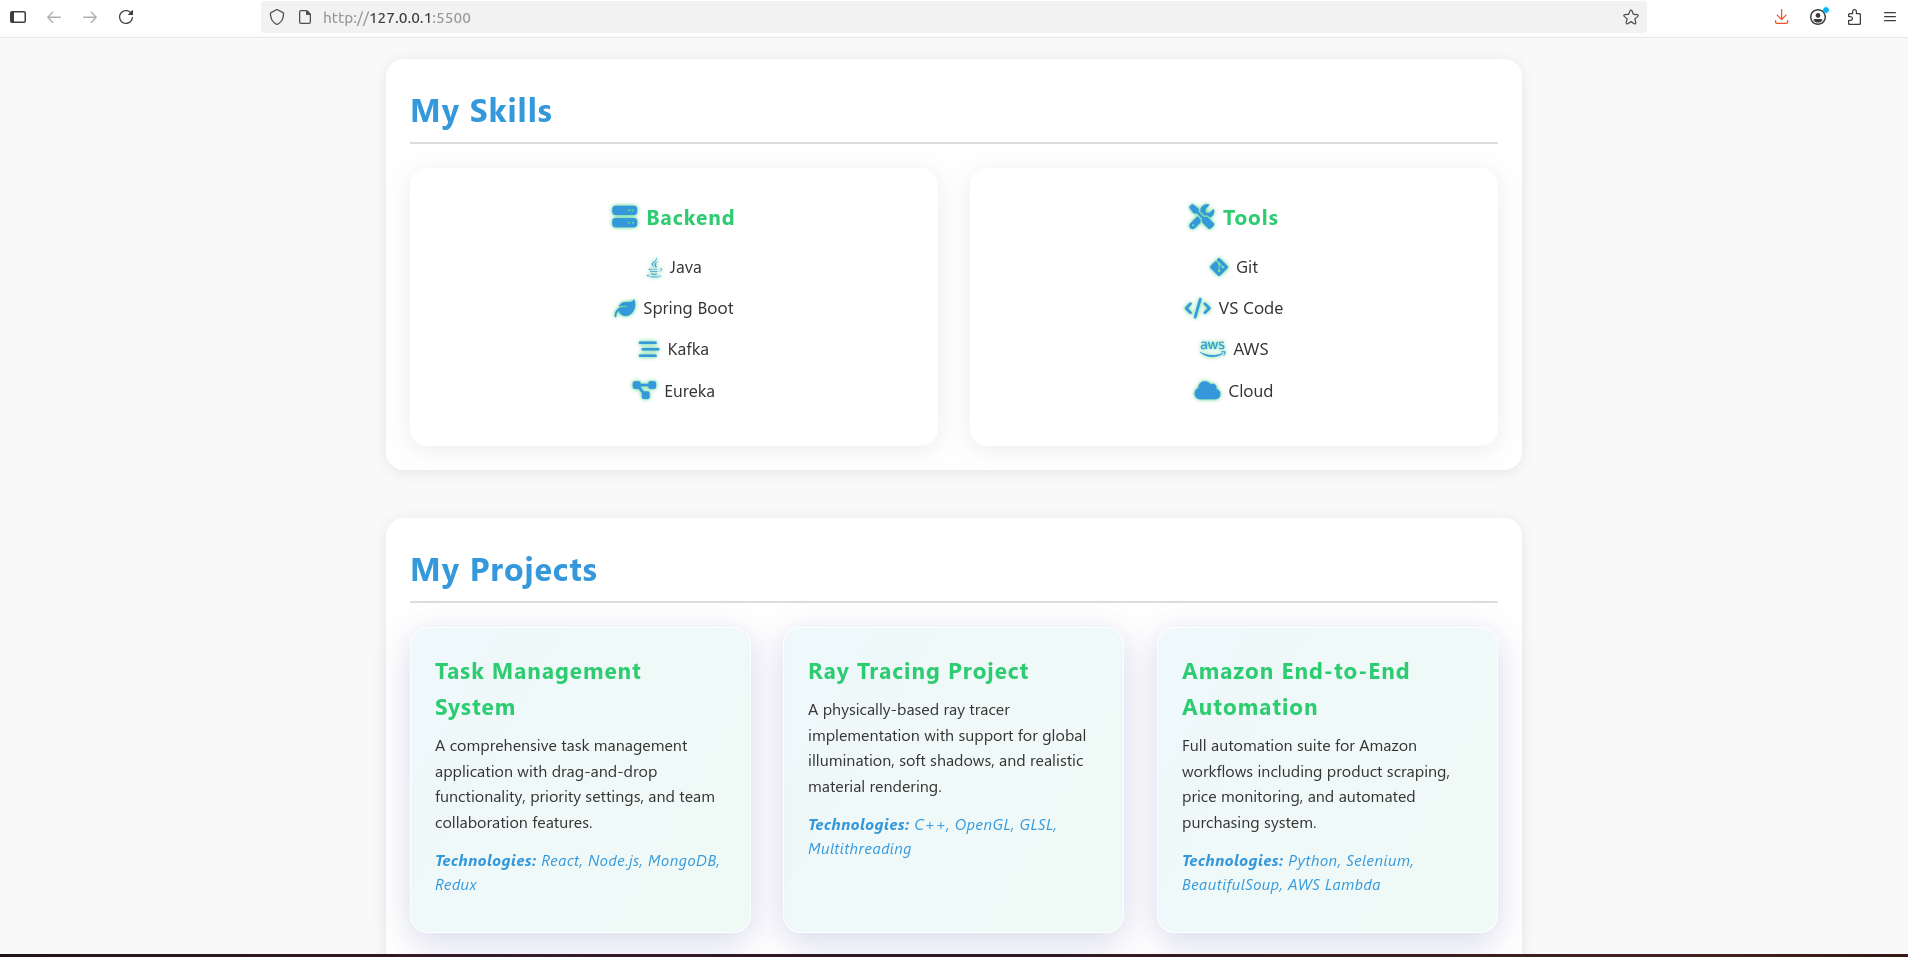 http://127.0.0.1:5500
My Skills
Backend
Java
Spring Boot
Kafka
Eureka
Tools
Git
VS Code
aws AWS
Cloud
My Projects
Task Management
System
A comprehensive task management
application with drag-and-drop
functionality, priority settings, and team
collaboration features.
Technologies: React, Node.js, MongoDB,
Redux
Ray Tracing Project
A physically-based ray tracer
implementation with support for global
illumination, soft shadows, and realistic
material rendering.
Technologies: C++, OpenGL, GLSL,
Multithreading
Amazon End-to-End
Automation
Full automation suite for Amazon
workflows including product scraping,
price monitoring, and automated
purchasing system.
Technologies: Python, Selenium,
BeautifulSoup, AWS Lambda